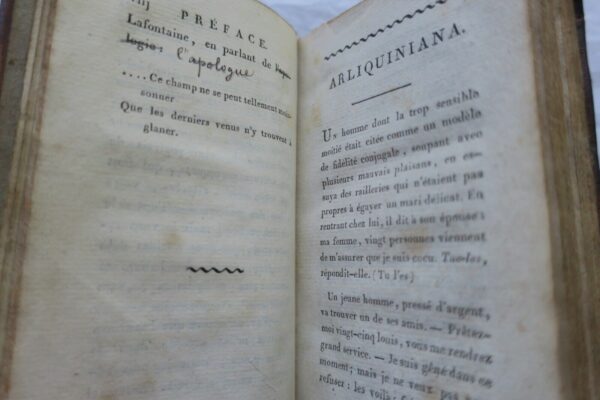 PRÉFACE.
Lafontaine, en parlant de
l'apologue
.... Ce champ ne se peut tellement mois-
sonner
Que les derniers venus n'y trouvent à
glaner.
ARLIQUINIANA.
Un homme dont la trop sensible
moitié était citée comme un modèle
de fidélité conjugale, soupant avec
plusieurs mauvais plaisans, en es-
suya des railleries qui n'étaient pas
propres à égayer un mari délicat. En
rentrant chez lui, il dit à son épouse :
ma femme, vingt personnes viennent
de m'assurer que je suis cocu. Tue-les,
répondit-elle. (Tu l'es)
Un jeune homme, pressé d'argent,
va trouver un de ses amis. — Prêtez-
moi vingt-cinq louis, vous me rendrez
grand service. — Je suis gêné dans ce
moment; mais je ne veux pas
refuser : les voilà;